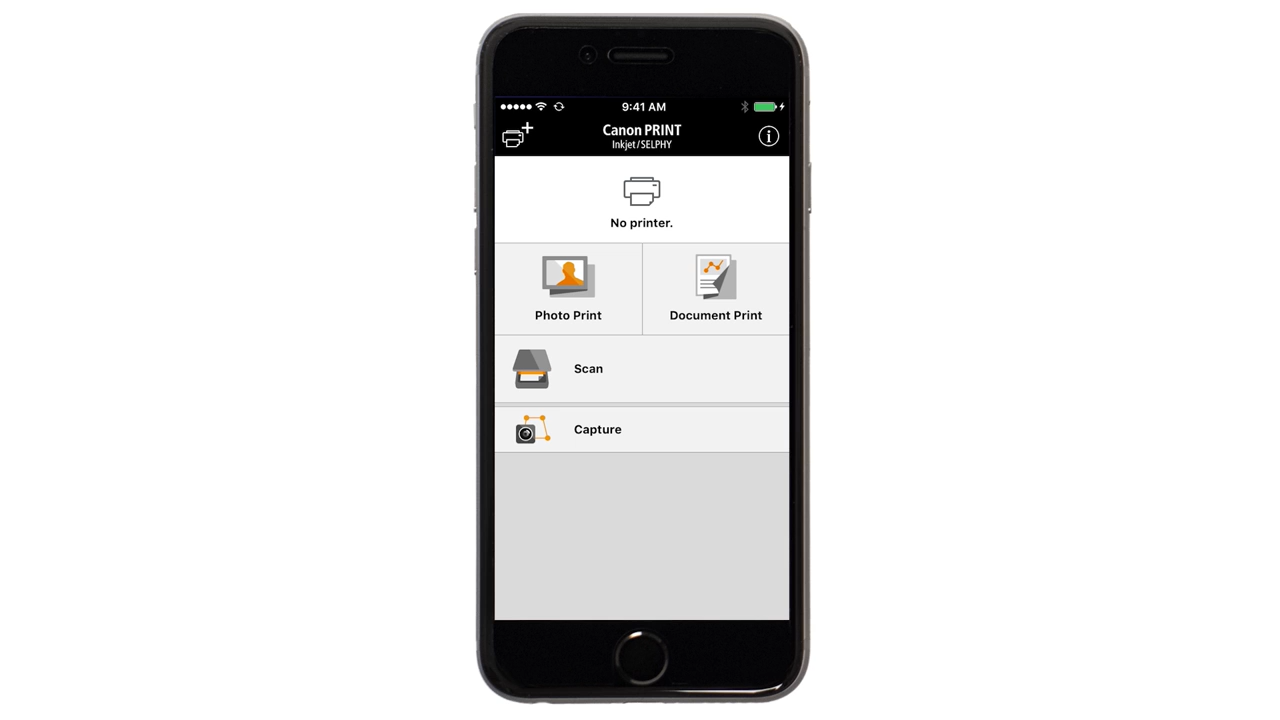 9:41 AM
Canon PRINT
Inkjet/SELPHY
No printer.
Photo Print
Document Print
Scan
Capture